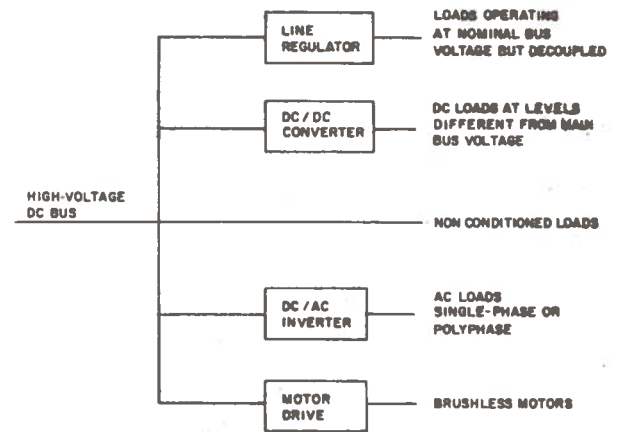 LINE
REGULATOR
LOADS OPERATING
AT NOMINAL BUS
VOLTAGE BUT DECOUPLED
DC/DC
CONVERTER
DC LOADS AT LEVELS
DIFFERENT FROM MAIN
BUS VOLTAGE
HIGH-VOLTAGE
DC BUS
NON CONDITIONED LOADS
DC/AC
INVERTER
AC LOADS
SINGLE-PHASE OR
POLYPHASE
MOTOR
DRIVE
BRUSHLESS MOTORS